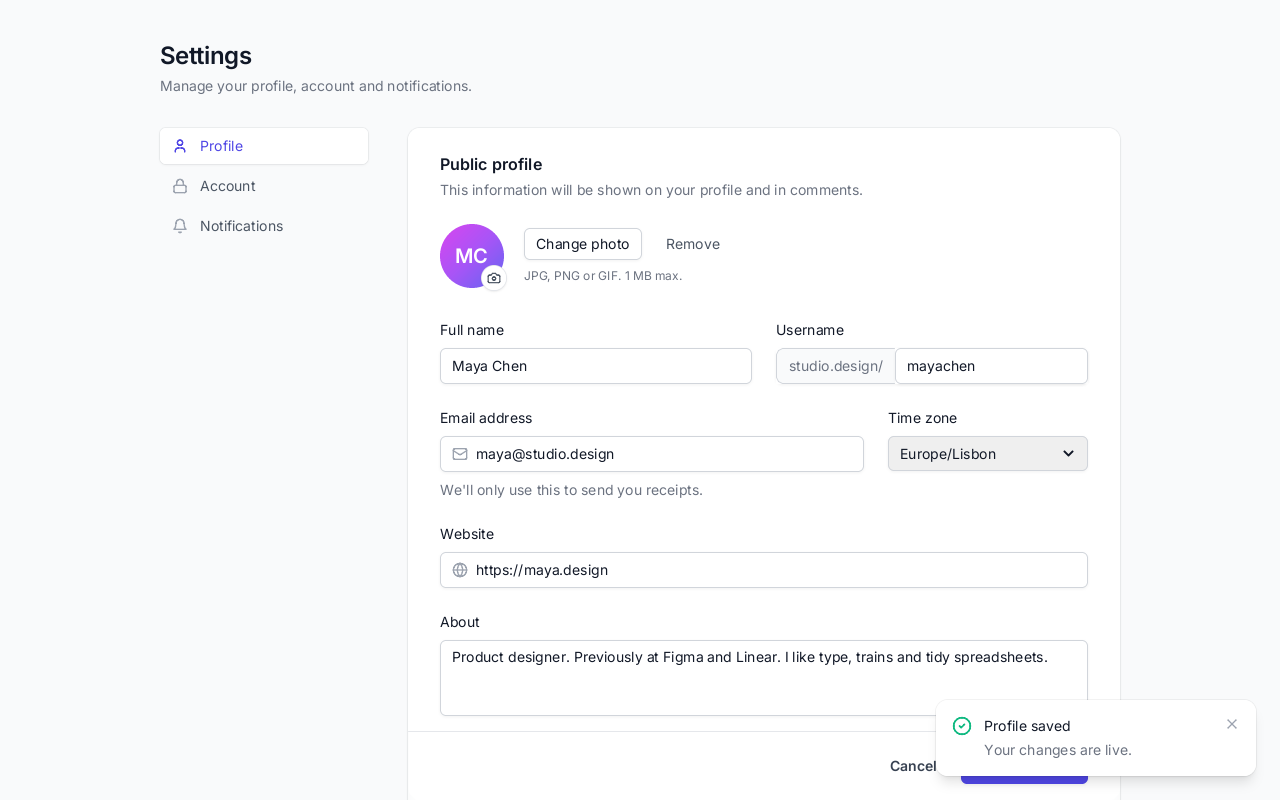 Settings
Manage your profile, account and notifications.
Profile
Account
Notifications
Public profile
This information will be shown on your profile and in comments.
MC
Change photo
Remove
JPG, PNG or GIF. 1 MB max.
Full name
Maya Chen
Username
studio.design/
mayachen
Email address
maya@studio.design
We'll only use this to send you receipts.
Time zone
Europe/Lisbon
Website
https://maya.design
About
Product designer. Previously at Figma and Linear. I like type, trains and tidy spreadsheets.
Cancel
Profile saved
Your changes are live.